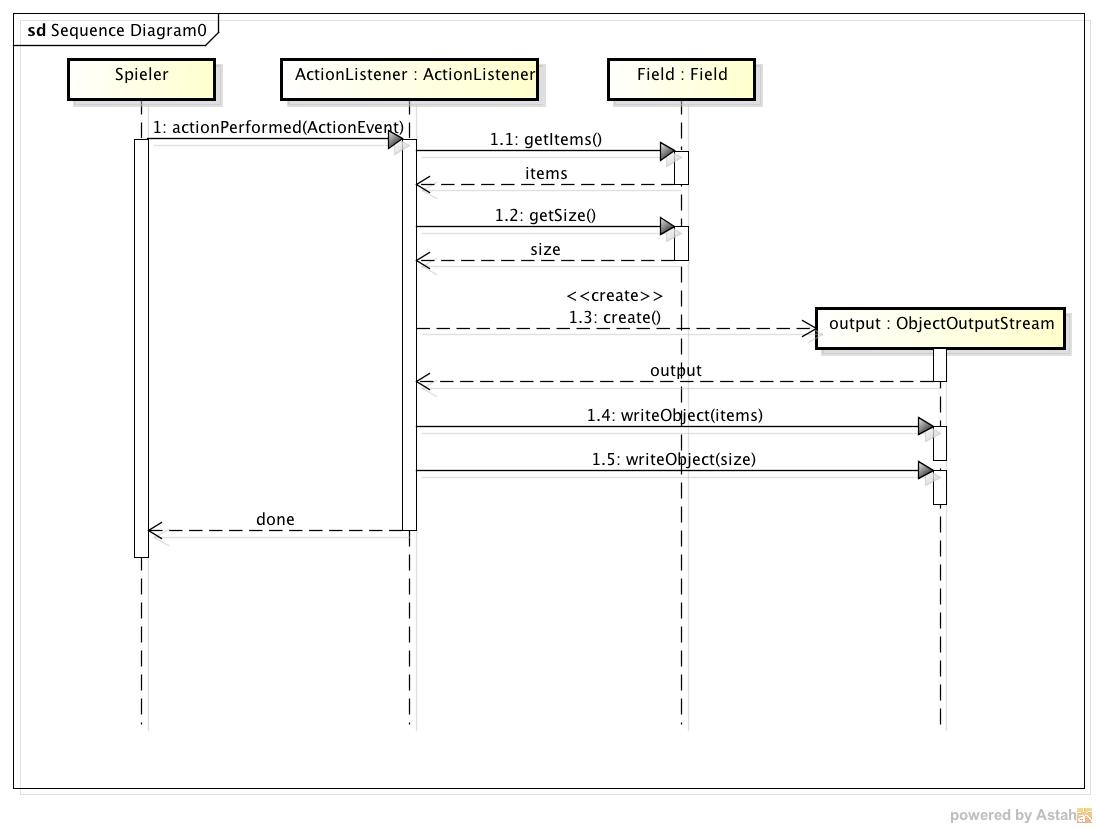 sd Sequence Diagram0
Spieler
ActionListener : ActionListener
Field : Field
1: actionPerformed(ActionEvent)
1.1: getItems()
items
1.2: getSize()
size
<<create>>
1.3: create()
output : ObjectOutputStream
output
1.4: writeObject(items)
1.5: writeObject(size)
done
powered by Astah